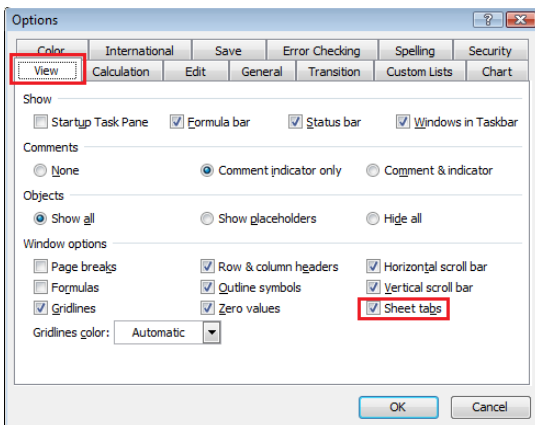 Options
Color International Save Error Checking Spelling Security
View Calculation Edit General Transition Custom Lists Chart
Show
Startup Task Pane Formula bar Status bar Windows in Taskbar
Comments
None Comment indicator only Comment & indicator
Objects
Show all Show placeholders Hide all
Window options
Page breaks Row & column headers Horizontal scroll bar
Formulas Outline symbols Vertical scroll bar
Gridlines Zero values Sheet tabs
Gridlines color: Automatic
OK Cancel